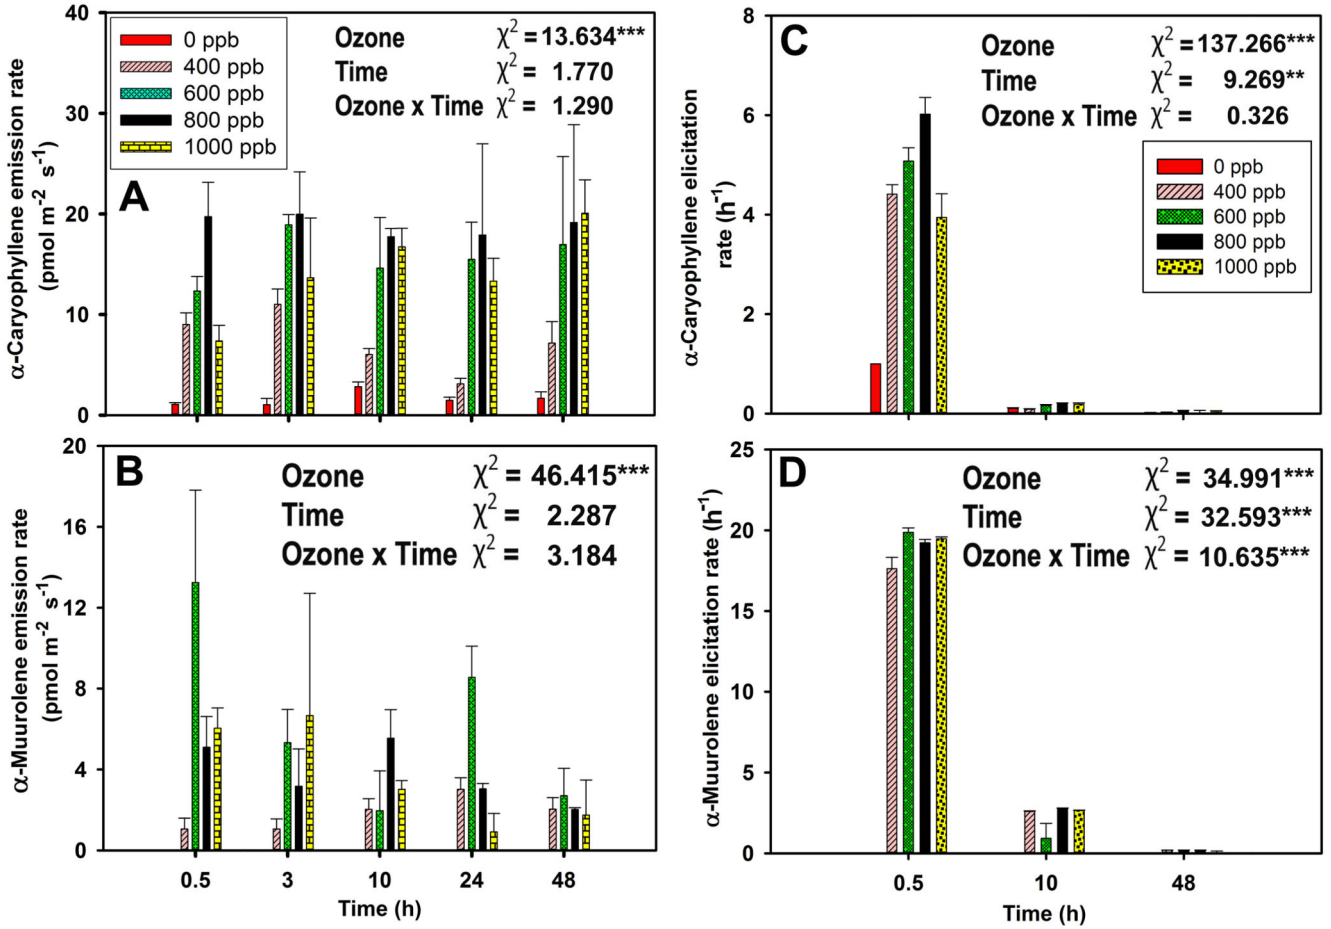 A
α-Caryophyllene emission rate
(pmol m⁻² s⁻¹)
40
30
20
10
0
0 ppb
400 ppb
600 ppb
800 ppb
1000 ppb
Ozone χ² = 13.634***
Time χ² = 1.770
Ozone x Time χ² = 1.290
B
α-Muurolene emission rate
(pmol m⁻² s⁻¹)
20
16
12
8
4
0
Ozone χ² = 46.415***
Time χ² = 2.287
Ozone x Time χ² = 3.184
0.5 3 10 24 48
Time (h)
C
α-Caryophyllene elicitation
rate (h⁻¹)
8
6
4
2
0
Ozone χ² = 137.266***
Time χ² = 9.269**
Ozone x Time χ² = 0.326
0 ppb
400 ppb
600 ppb
800 ppb
1000 ppb
D
α-Muurolene elicitation rate (h⁻¹)
25
20
15
10
5
0
Ozone χ² = 34.991***
Time χ² = 32.593***
Ozone x Time χ² = 10.635***
0.5 10 48
Time (h)